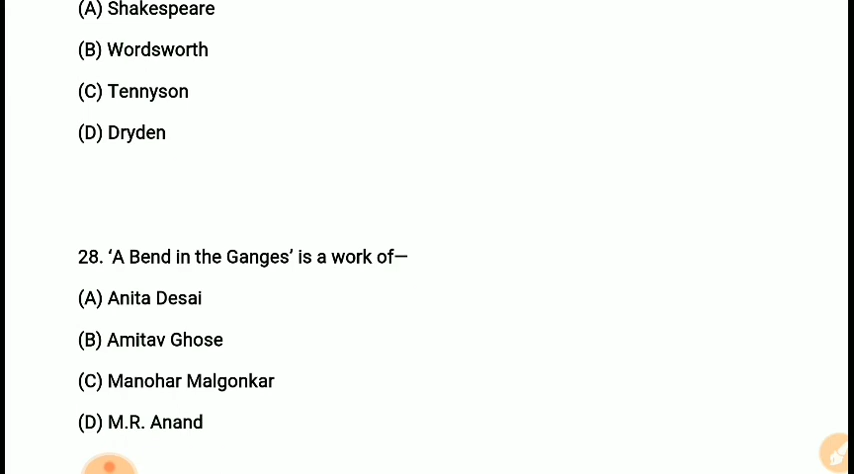 (A) Shakespeare
(B) Wordsworth
(C) Tennyson
(D) Dryden
28. ‘A Bend in the Ganges’ is a work of—
(A) Anita Desai
(B) Amitav Ghose
(C) Manohar Malgonkar
(D) M.R. Anand